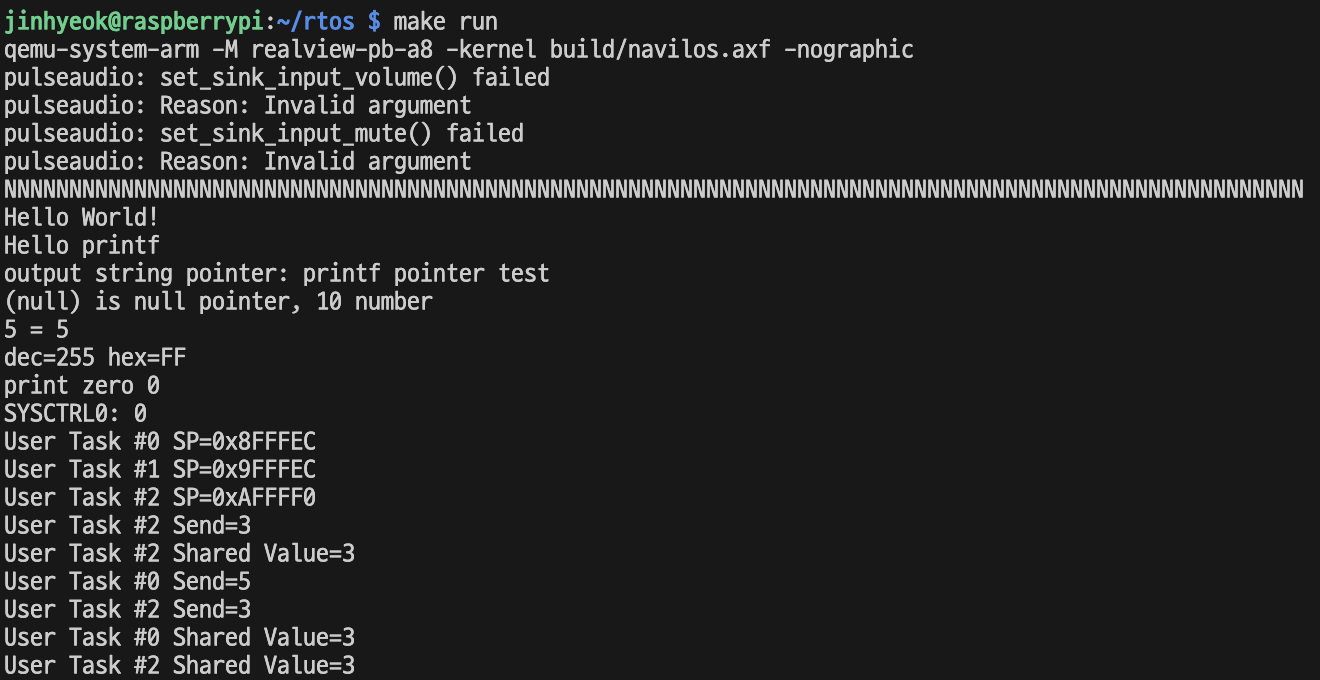 jinhyeok@raspberrypi:~/rtos $ make run
qemu-system-arm -M realview-pb-a8 -kernel build/navilos.axf -nographic
pulseaudio: set_sink_input_volume() failed
pulseaudio: Reason: Invalid argument
pulseaudio: set_sink_input_mute() failed
pulseaudio: Reason: Invalid argument
NNNNNNNNNNNNNNNNNNNNNNNNNNNNNNNNNNNNNNNNNNNNNNNNNNNNNNNNNNNNNNNNNNNNNNNNNNNNNNNNNNNNNNNNNNNNNNNNNNNN
Hello World!
Hello printf
output string pointer: printf pointer test
(null) is null pointer, 10 number
5 = 5
dec=255 hex=FF
print zero 0
SYSCTRL0: 0
User Task #0 SP=0x8FFFEC
User Task #1 SP=0x9FFFEC
User Task #2 SP=0xAFFFF0
User Task #2 Send=3
User Task #2 Shared Value=3
User Task #0 Send=5
User Task #2 Send=3
User Task #0 Shared Value=3
User Task #2 Shared Value=3